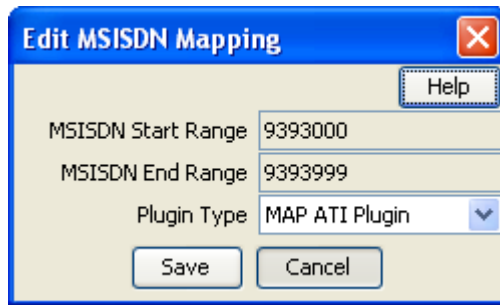 Edit MSISDN Mapping
Help
MSISDN Start Range 9393000
MSISDN End Range 9393999
Plugin Type MAP ATI Plugin
Save Cancel